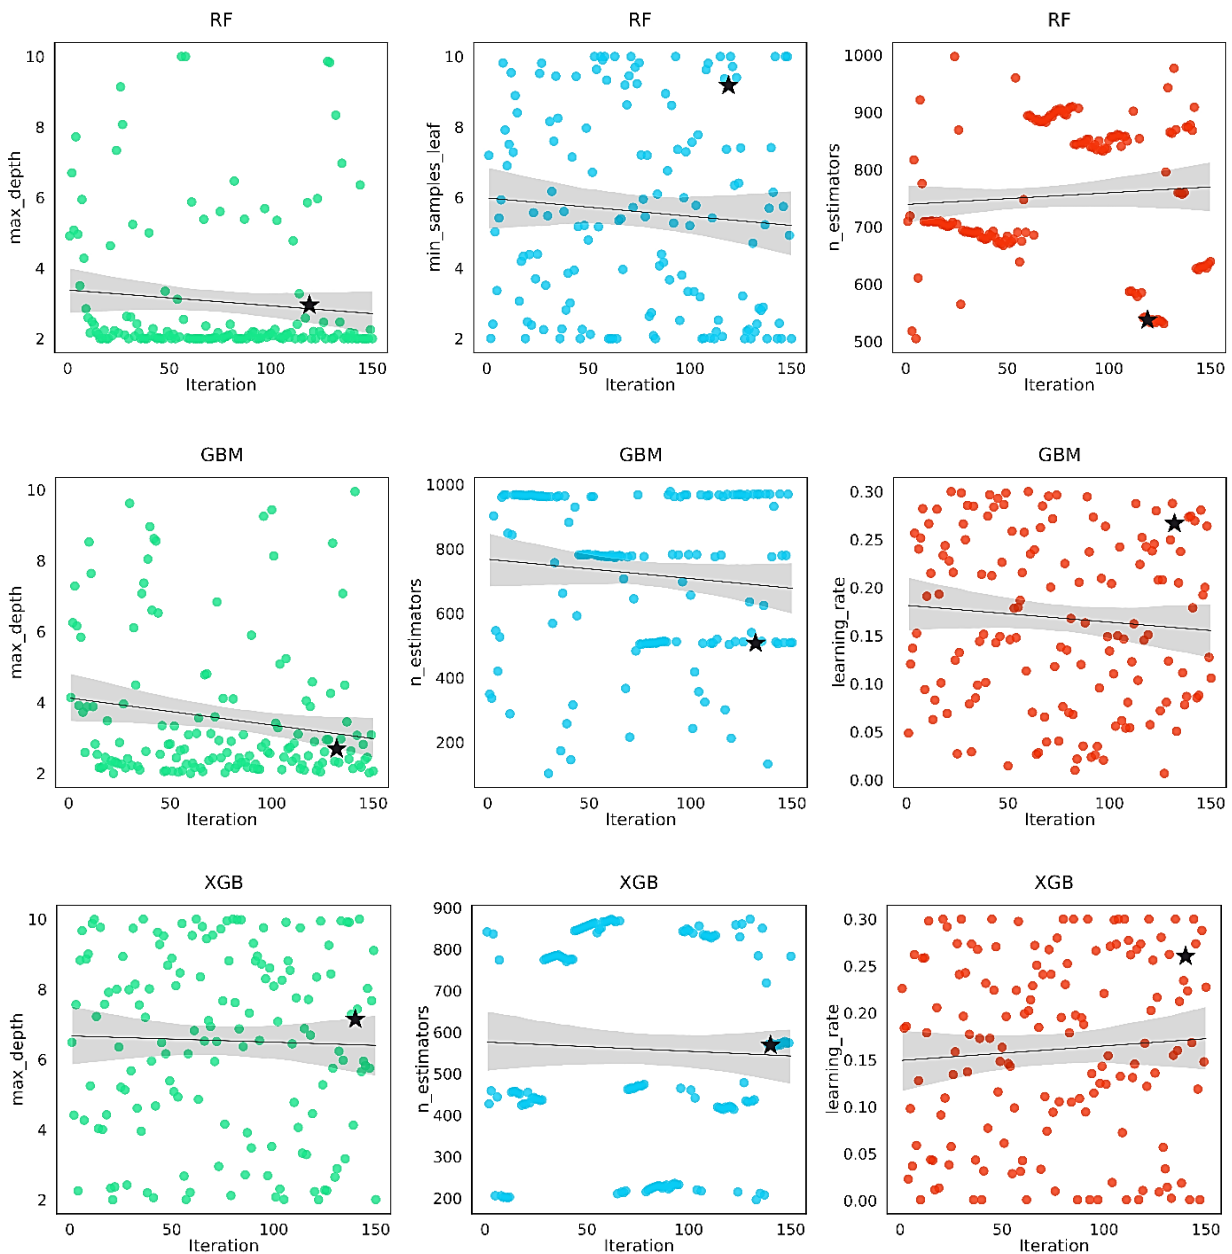 RF RF RF
max_depth
10
8
6
4
2
0 50 100 150
Iteration
min_samples_leaf
10
8
6
4
2
0 50 100 150
Iteration
n_estimators
1000
900
800
700
600
500
0 50 100 150
Iteration
GBM GBM GBM
max_depth
10
8
6
4
2
0 50 100 150
Iteration
n_estimators
1000
800
600
400
200
0 50 100 150
Iteration
learning_rate
0.30
0.25
0.20
0.15
0.10
0.05
0.00
0 50 100 150
Iteration
XGB XGB XGB
max_depth
10
8
6
4
2
0 50 100 150
Iteration
n_estimators
900
800
700
600
500
400
300
200
0 50 100 150
Iteration
learning_rate
0.30
0.25
0.20
0.15
0.10
0.05
0.00
0 50 100 150
Iteration